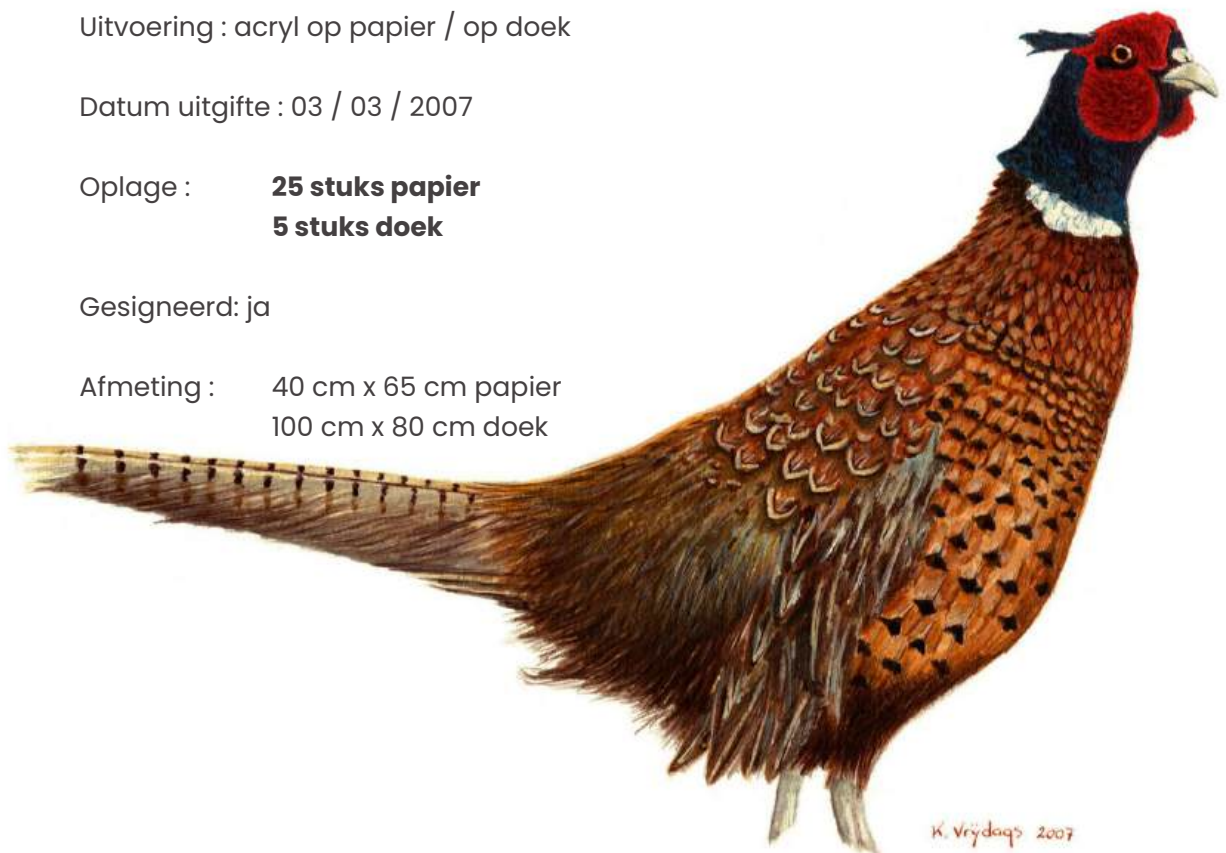 Uitvoering : acryl op papier / op doek
Datum uitgifte : 03 / 03 / 2007
Oplage : 25 stuks papier
5 stuks doek
Gesigneerd: ja
Afmeting : 40 cm x 65 cm papier
100 cm x 80 cm doek
K. Vrÿdags 2007